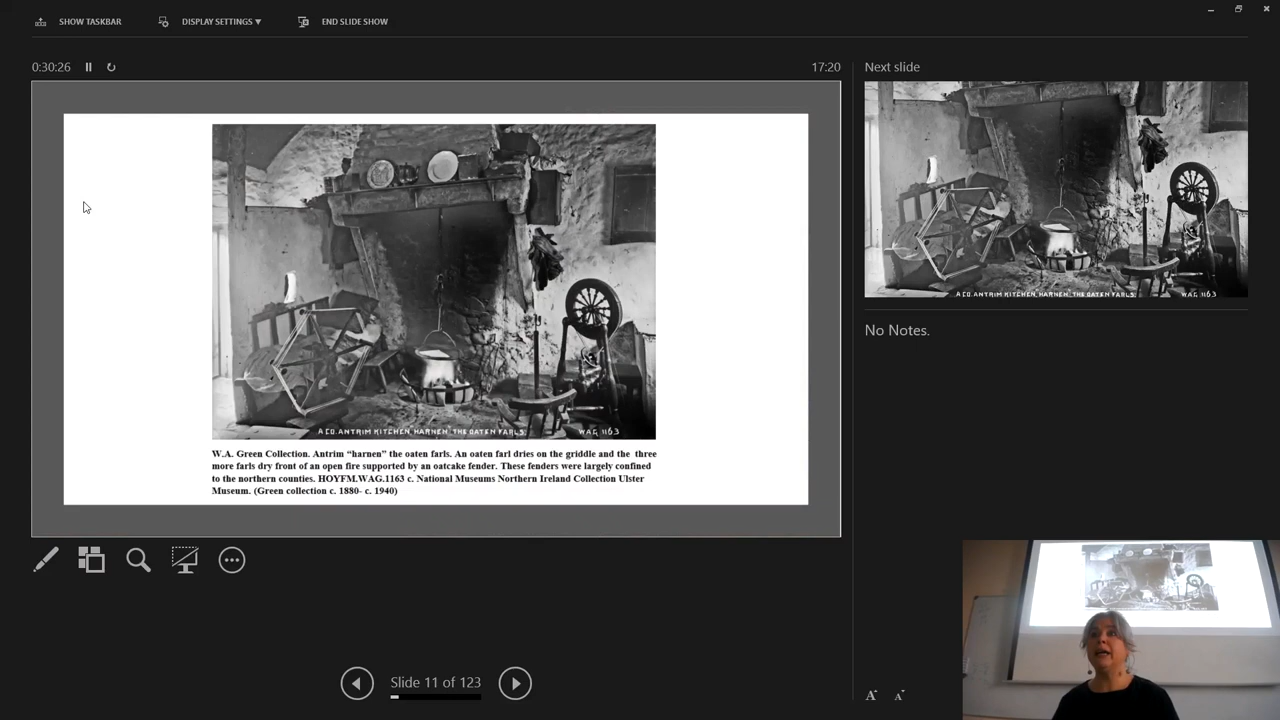 SHOW TASKBAR
DISPLAY SETTINGS ▼
END SLIDE SHOW
0:30:26
17:20
Next slide
A CO. ANTRIM KITCHEN, HARNEN, THE OATEN FARLS.
WAG 1163
W.A. Green Collection. Antrim “harnen” the oaten farls. An oaten farl dries on the griddle and the three
more farls dry front of an open fire supported by an oatcake fender. These fenders were largely confined
to the northern counties. HOYFM.WAG.1163 c. National Museums Northern Ireland Collection Ulster
Museum. (Green collection c. 1880- c. 1940)
A CO. ANTRIM KITCHEN, HARNEN, THE OATEN FARLS.
WAG 1163
No Notes.
Slide 11 of 123
A
A